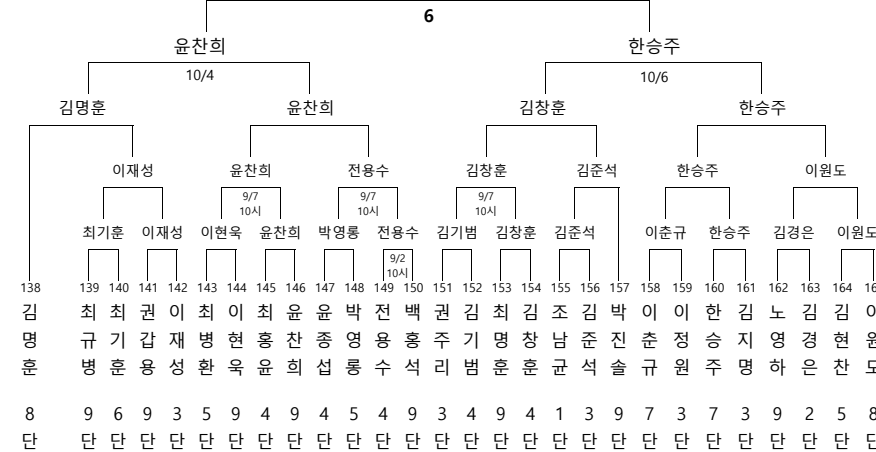 6
윤찬희 한승주
10/4 10/6
김명훈 윤찬희 김창훈 한승주
이재성 윤찬희 전용수 김창훈 김준석 한승주 이원도
9/7 9/7 9/7
10시 10시 10시
최기훈 이재성 이현욱 윤찬희 박영롱 전용수 김기범 김창훈 김준석 이춘규 한승주 김경은 이원도
9/2
10시
138 139 140 141 142 143 144 145 146 147 148 149 150 151 152 153 154 155 156 157 158 159 160 161 162 163 164
김 최 최 권 이 최 이 최 윤 윤 박 전 백 권 김 최 김 조 김 박 이 이 한 김 노 김 김 이
명 규 기 갑 재 병 현 홍 찬 종 영 용 홍 주 기 명 창 남 준 진 춘 정 승 지 영 경 현 원
훈 병 훈 용 성 환 욱 윤 희 섭 롱 수 석 리 범 훈 훈 균 석 솔 규 원 주 명 하 은 찬 도
8 9 6 9 3 5 9 4 9 4 5 4 9 3 4 9 4 1 3 9 7 3 7 3 9 2 5 8
단 단 단 단 단 단 단 단 단 단 단 단 단 단 단 단 단 단 단 단 단 단 단 단 단 단 단 단